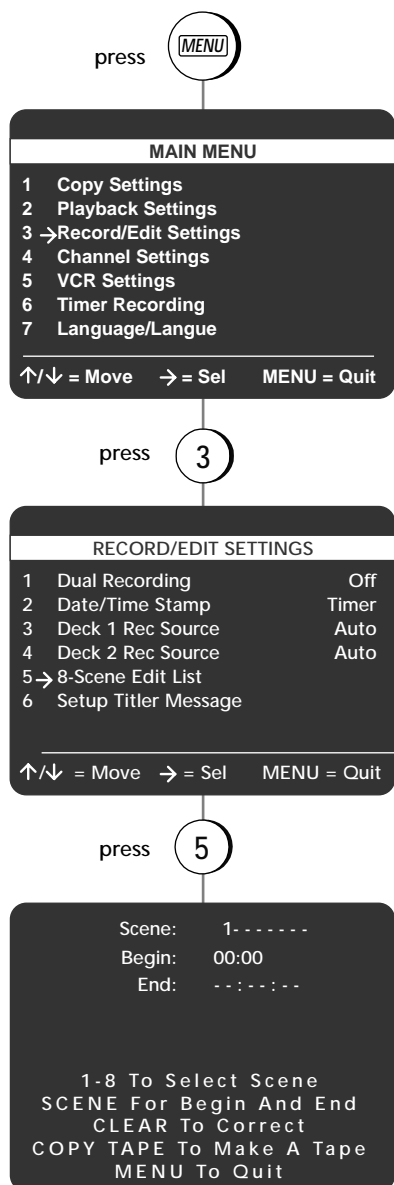 press MENU
MAIN MENU
1 Copy Settings
2 Playback Settings
3 →Record/Edit Settings
4 Channel Settings
5 VCR Settings
6 Timer Recording
7 Language/Langue
↑/↓ = Move → = Sel MENU = Quit
press 3
RECORD/EDIT SETTINGS
1 Dual Recording Off
2 Date/Time Stamp Timer
3 Deck 1 Rec Source Auto
4 Deck 2 Rec Source Auto
5→ 8-Scene Edit List
6 Setup Titler Message
↑/↓ = Move → = Sel MENU = Quit
press 5
Scene: 1- - - - - - -
Begin: 00:00
End: - - : - - : - -
1-8 To Select Scene
SCENE For Begin And End
CLEAR To Correct
COPY TAPE To Make A Tape
MENU To Quit